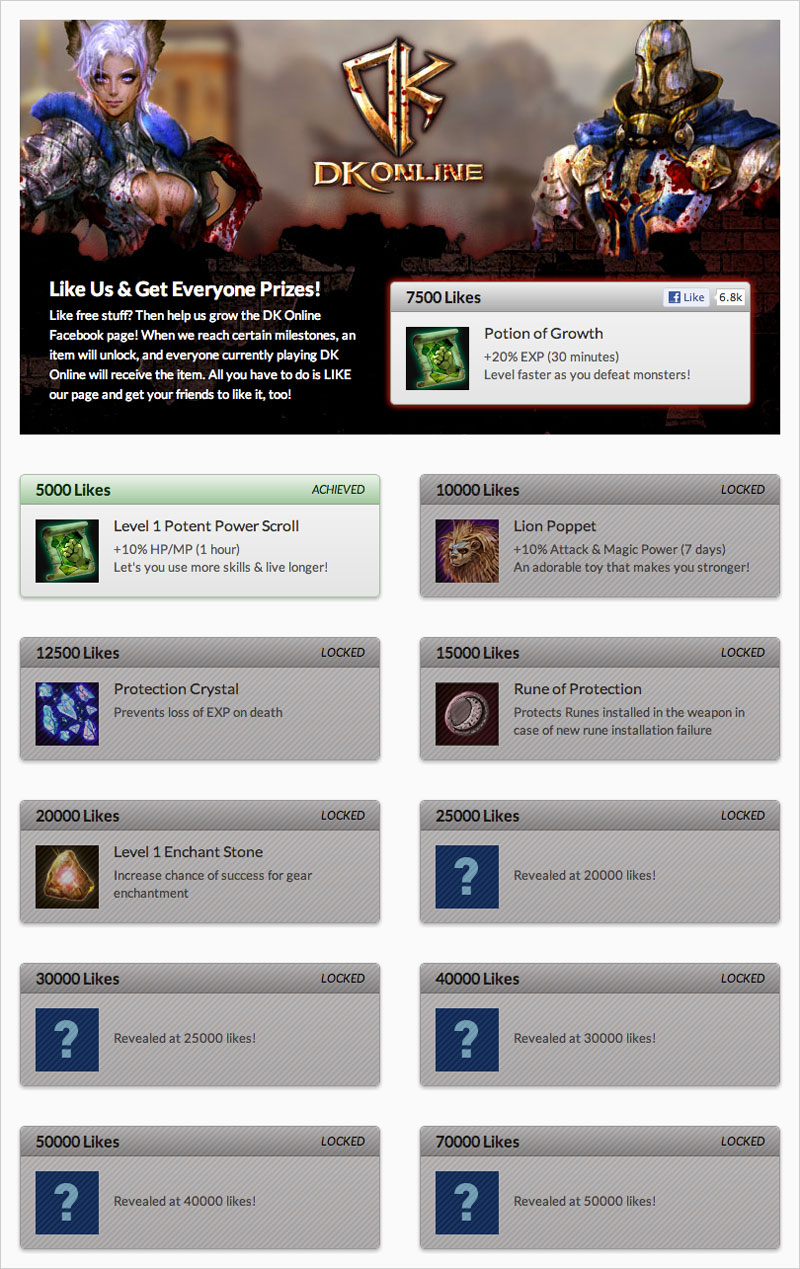 DK
DK ONLINE
Like Us & Get Everyone Prizes!
Like free stuff? Then help us grow the DK Online
Facebook page! When we reach certain milestones, an
item will unlock, and everyone currently playing DK
Online will receive the item. All you have to do is LIKE
our page and get your friends to like it, too!
7500 Likes
Like 6.8k
Potion of Growth
+20% EXP (30 minutes)
Level faster as you defeat monsters!
5000 Likes ACHIEVED
Level 1 Potent Power Scroll
+10% HP/MP (1 hour)
Let's you use more skills & live longer!
10000 Likes LOCKED
Lion Poppet
+10% Attack & Magic Power (7 days)
An adorable toy that makes you stronger!
12500 Likes LOCKED
Protection Crystal
Prevents loss of EXP on death
15000 Likes LOCKED
Rune of Protection
Protects Runes installed in the weapon in
case of new rune installation failure
20000 Likes LOCKED
Level 1 Enchant Stone
Increase chance of success for gear
enchantment
25000 Likes LOCKED
?
Revealed at 20000 likes!
30000 Likes LOCKED
?
Revealed at 25000 likes!
40000 Likes LOCKED
?
Revealed at 30000 likes!
50000 Likes LOCKED
?
Revealed at 40000 likes!
70000 Likes LOCKED
?
Revealed at 50000 likes!